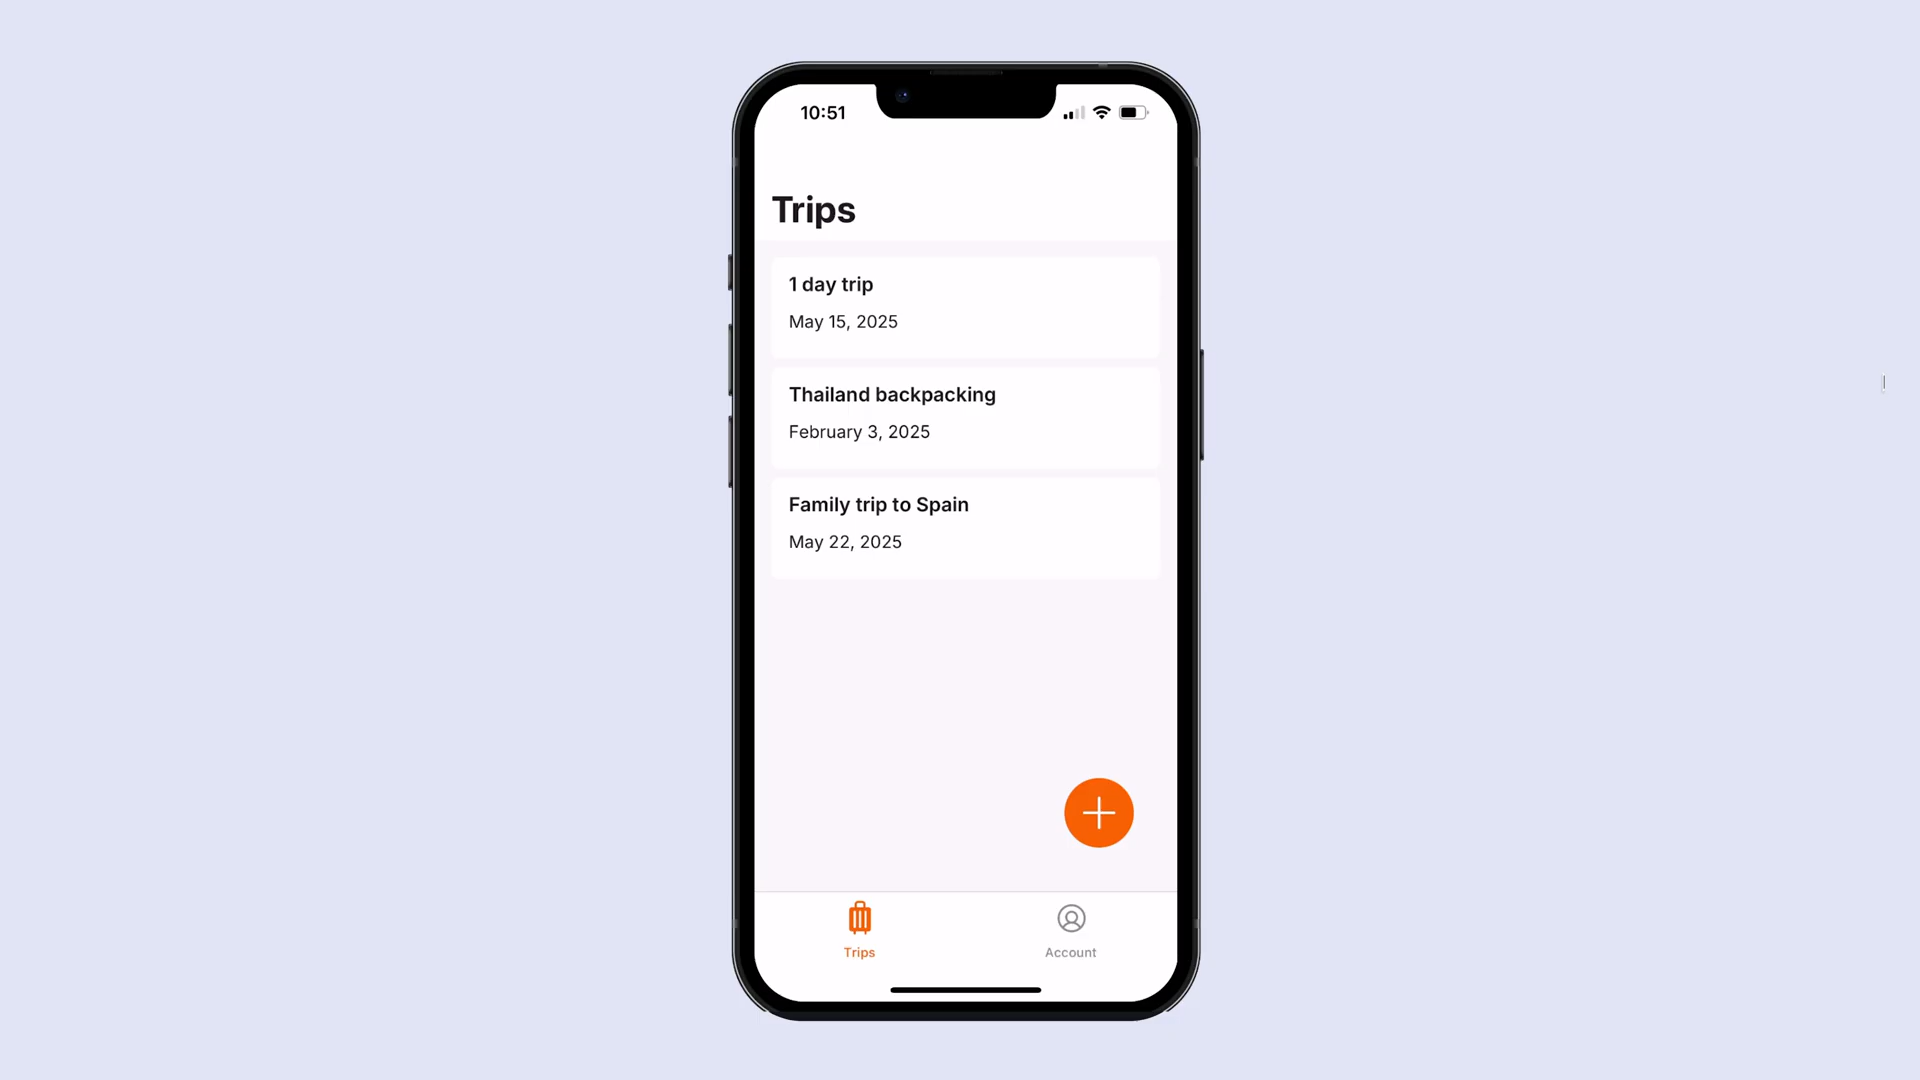 10:51
Trips
1 day trip
May 15, 2025
Thailand backpacking
February 3, 2025
Family trip to Spain
May 22, 2025
Trips
Account